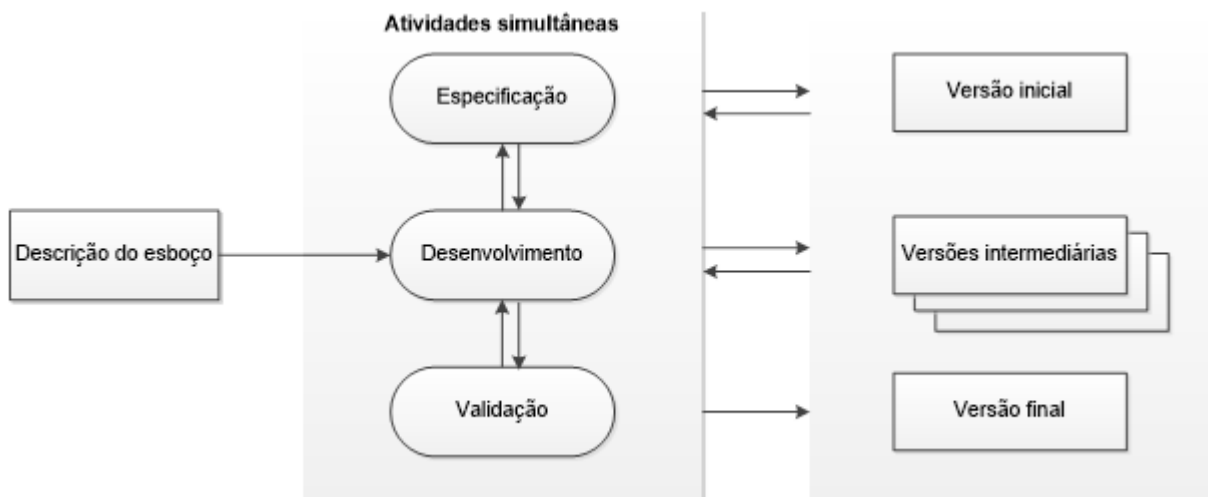 Atividades simultâneas
Especificação
Versão inicial
Descrição do esboço
Desenvolvimento
Versões intermediárias
Validação
Versão final